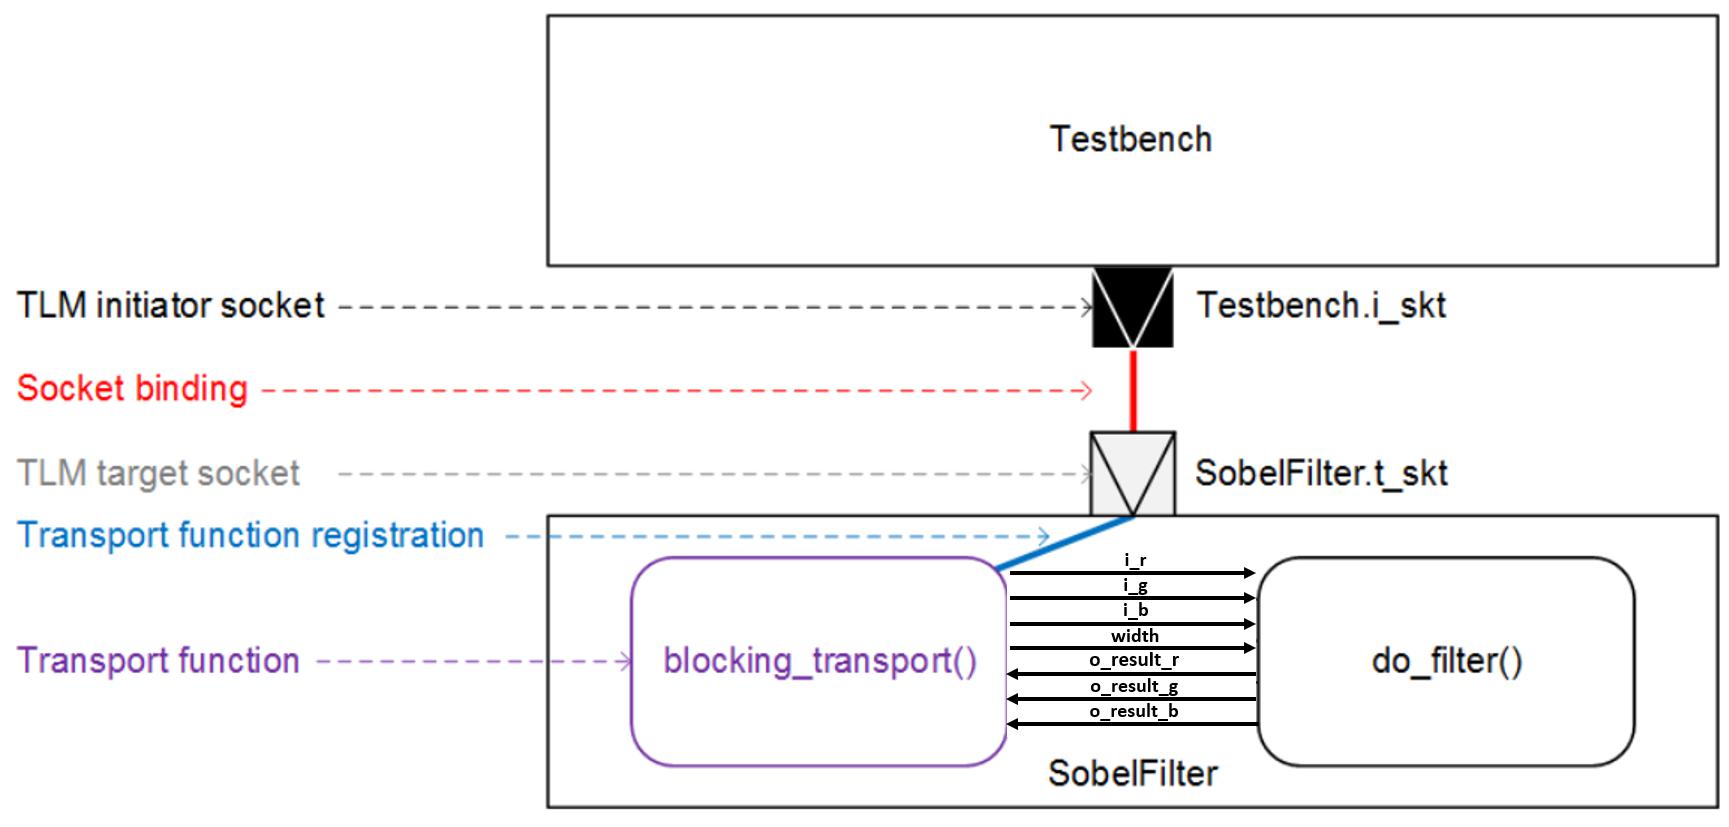 Testbench
TLM initiator socket
Testbench.i_skt
Socket binding
TLM target socket
SobelFilter.t_skt
Transport function registration
i_r
i_g
i_b
width
Transport function
blocking_transport()
o_result_r
do_filter()
o_result_g
o_result_b
SobelFilter